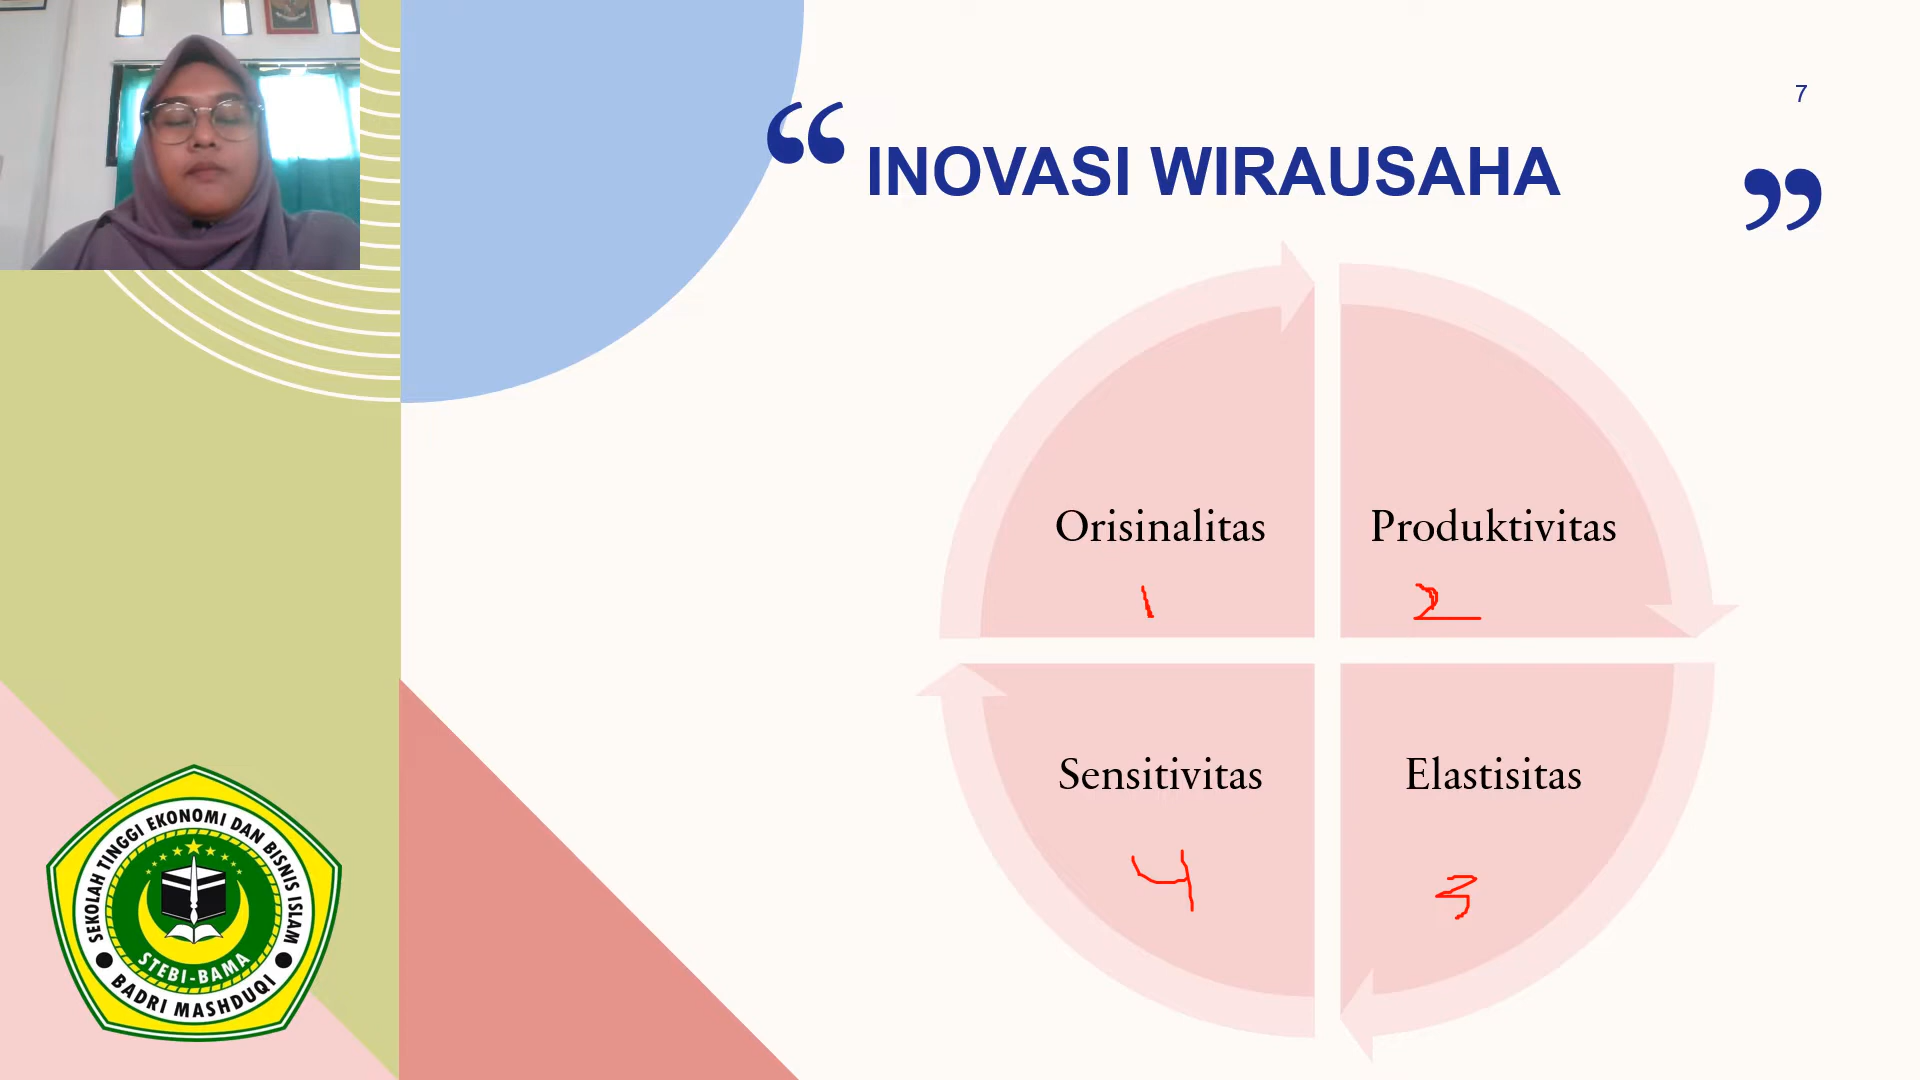 7
“ INOVASI WIRAUSAHA ”
Orisinalitas
1
Produktivitas
2
Sensitivitas
4
Elastisitas
3
SEKOLAH TINGGI EKONOMI DAN BISNIS ISLAM
STEBI-BAMA
BADRI MASHDUQI